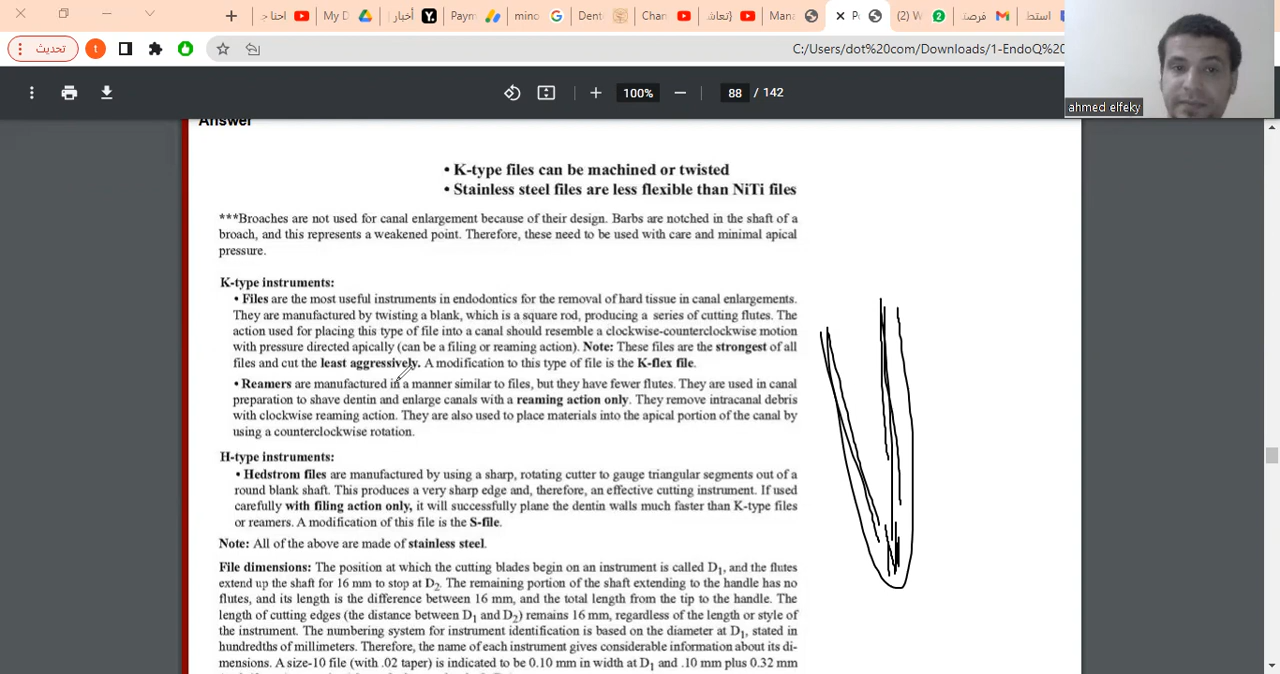 احنا ج
My D
أخبار
Paym
mino
Dent
Chan
تعاش}
Mana
Po
(2) W
2
فرصتك
استط
تحديث
t
C:/Users/dot%20com/Downloads/1-EndoQ%20
ahmed elfeky
100%
88 / 142
Answer
• K-type files can be machined or twisted
• Stainless steel files are less flexible than NiTi files
***Broaches are not used for canal enlargement because of their design. Barbs are notched in the shaft of a
broach, and this represents a weakened point. Therefore, these need to be used with care and minimal apical
pressure.
K-type instruments:
• Files are the most useful instruments in endodontics for the removal of hard tissue in canal enlargements.
They are manufactured by twisting a blank, which is a square rod, producing a series of cutting flutes. The
action used for placing this type of file into a canal should resemble a clockwise-counterclockwise motion
with pressure directed apically (can be a filing or reaming action). Note: These files are the strongest of all
files and cut the least aggressively. A modification to this type of file is the K-flex file.
• Reamers are manufactured in a manner similar to files, but they have fewer flutes. They are used in canal
preparation to shave dentin and enlarge canals with a reaming action only. They remove intracanal debris
with clockwise reaming action. They are also used to place materials into the apical portion of the canal by
using a counterclockwise rotation.
H-type instruments:
• Hedstrom files are manufactured by using a sharp, rotating cutter to gauge triangular segments out of a
round blank shaft. This produces a very sharp edge and, therefore, an effective cutting instrument. If used
carefully with filing action only, it will successfully plane the dentin walls much faster than K-type files
or reamers. A modification of this file is the S-file.
Note: All of the above are made of stainless steel.
File dimensions: The position at which the cutting blades begin on an instrument is called D1, and the flutes
extend up the shaft for 16 mm to stop at D2. The remaining portion of the shaft extending to the handle has no
flutes, and its length is the difference between 16 mm, and the total length from the tip to the handle. The
length of cutting edges (the distance between D1 and D2) remains 16 mm, regardless of the length or style of
the instrument. The numbering system for instrument identification is based on the diameter at D1, stated in
hundredths of millimeters. Therefore, the name of each instrument gives considerable information about its di-
mensions. A size-10 file (with .02 taper) is indicated to be 0.10 mm in width at D1 and .10 mm plus 0.32 mm